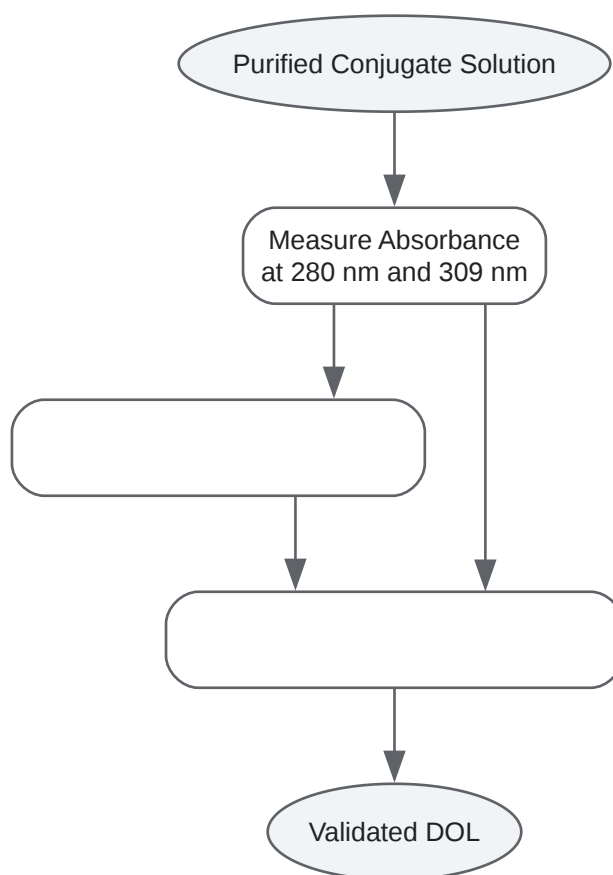 Purified Conjugate Solution
Measure Absorbance
at 280 nm and 309 nm
Validated DOL